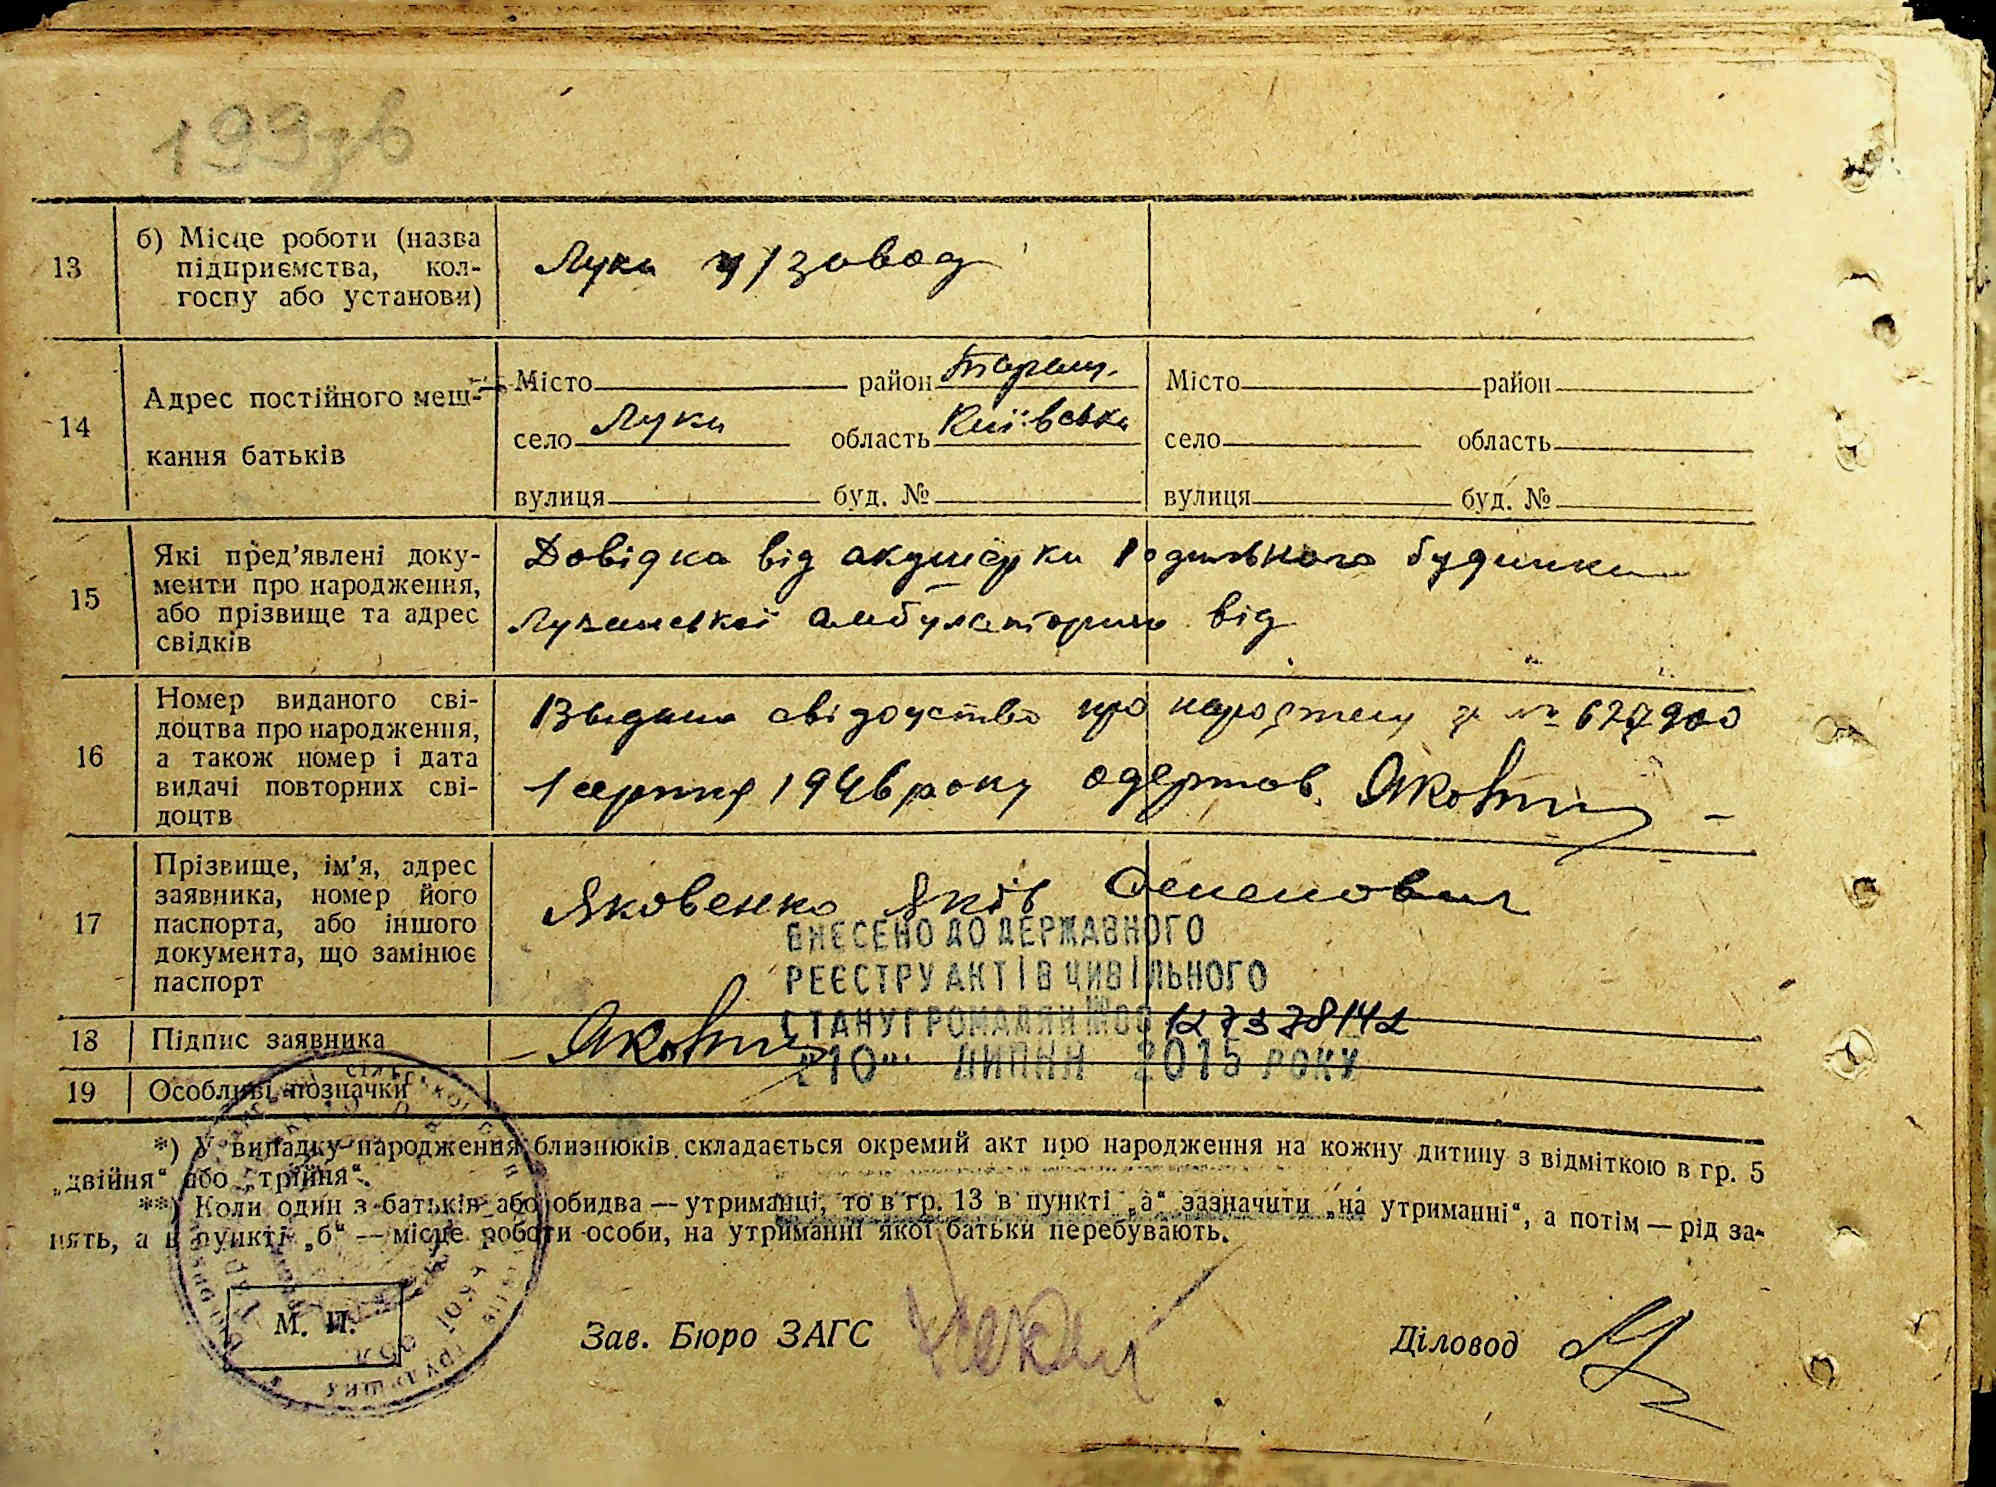 199зв
13
б) Місце роботи (назва
підприємства, кол-
госпу або установи)
Лука ц/завод
14
Адрес постійного меш-
кання батьків
Місто район Таращ.
село Лука область Київська
вулиця буд. №
Місто район
село область
вулиця буд. №
15
Які пред’явлені доку-
менти про народження,
або прізвище та адрес
свідків
Довідка від акушерки Родильного будинку
амбулатории від
16
Номер виданого сві-
доцтва про народження,
а також номер і дата
видачі повторних сві-
доцтв
Выдано свідоцтво про за № 627900
1 серпня 1946 року одержав
17
Прізвище, ім’я, адрес
заявника, номер його
паспорта, або іншого
документа, що замінює
паспорт
Яковенко Яків
ВНЕСЕНО ДО ДЕРЖАВНОГО
РЕЄСТРУ АКТІВ ЦИВІЛЬНОГО
СТАНУ ГРОМАДЯН №00
"10" ЛИПНЯ 2015 РОКУ
18
Підпис заявника
19
Особливі позначки
*) У випадку народження близнюків складається окремий акт про народження на кожну дитину з відміткою в гр. 5
„двійня“ або „трійня“.
**) Коли один з батьків або обидва — утриманці, то в гр. 13 в пункті „а“ зазначити „на утриманні“, а потім — рід за-
нять, а в пункті „б“ — місце роботи особи, на утриманні якої батьки перебувають.
М. П.
Зав. Бюро ЗАГС
Діловод